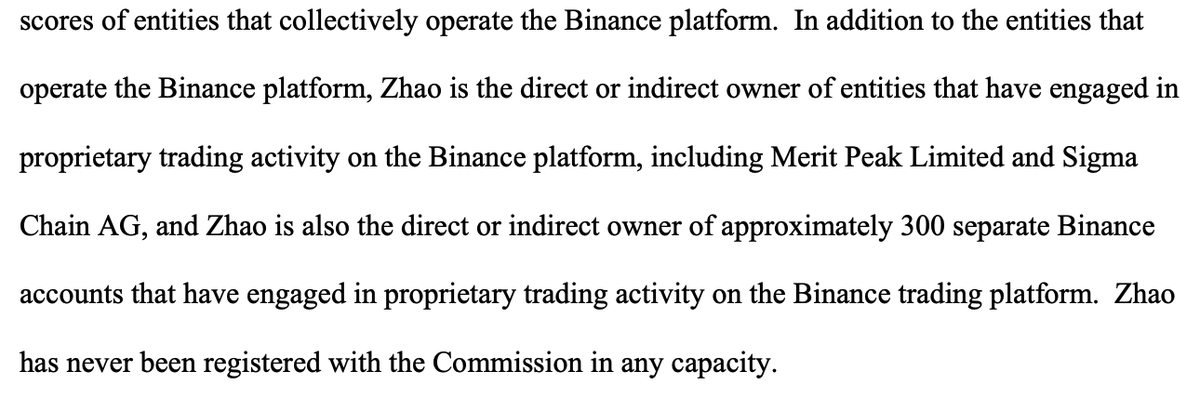 scores of entities that collectively operate the Binance platform.  In addition to the entities that
operate the Binance platform, Zhao is the direct or indirect owner of entities that have engaged in
proprietary trading activity on the Binance platform, including Merit Peak Limited and Sigma
Chain AG, and Zhao is also the direct or indirect owner of approximately 300 separate Binance
accounts that have engaged in proprietary trading activity on the Binance trading platform.  Zhao
has never been registered with the Commission in any capacity.